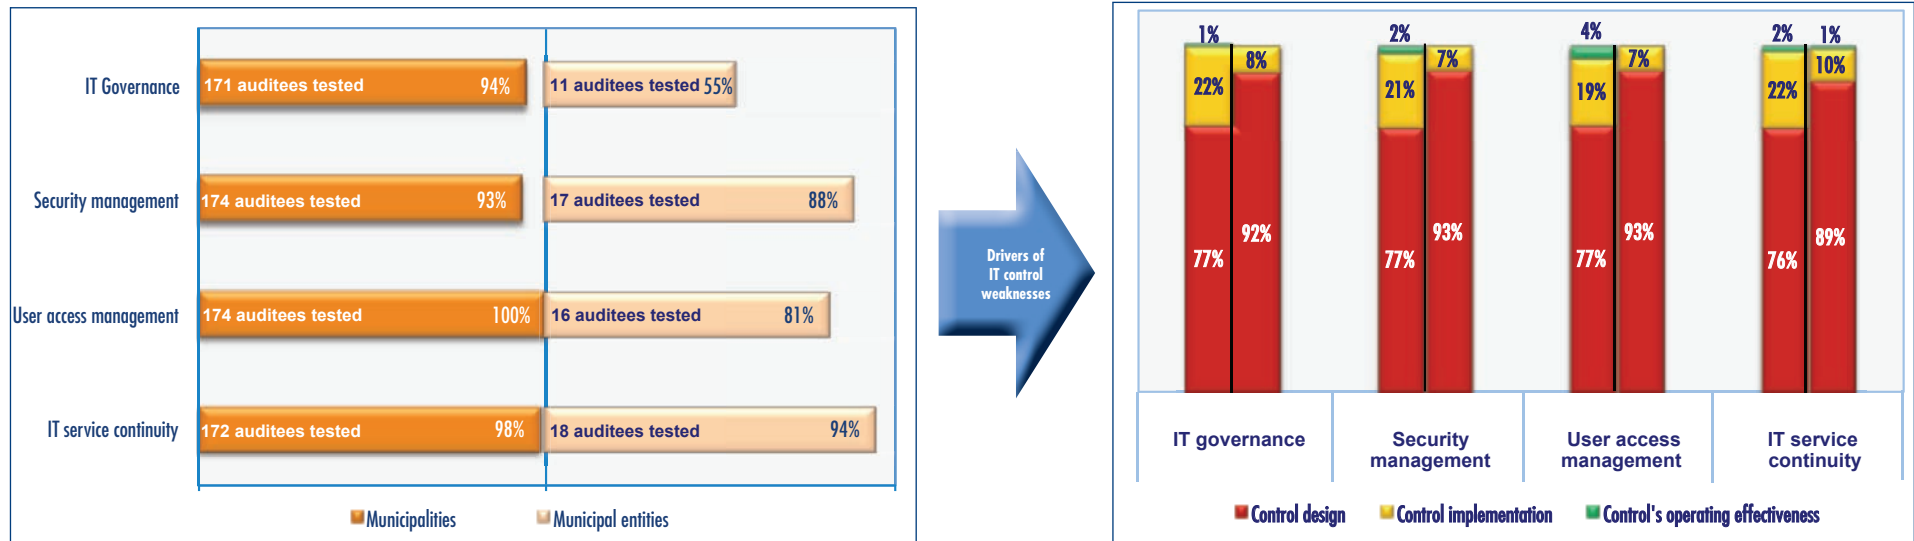 IT Governance
171 auditees tested 94%
11 auditees tested 55%
Security management
174 auditees tested 93%
17 auditees tested 88%
User access management
174 auditees tested 100%
16 auditees tested 81%
IT service continuity
172 auditees tested 98%
18 auditees tested 94%
Municipalities Municipal entities
Drivers of
IT control
weaknesses
1% 2% 4% 2% 1%
22% 8% 21% 7% 19% 7% 22% 10%
77% 92% 77% 93% 77% 93% 76% 89%
IT governance
Security
management
User access
management
IT service
continuity
Control design Control implementation Control's operating effectiveness